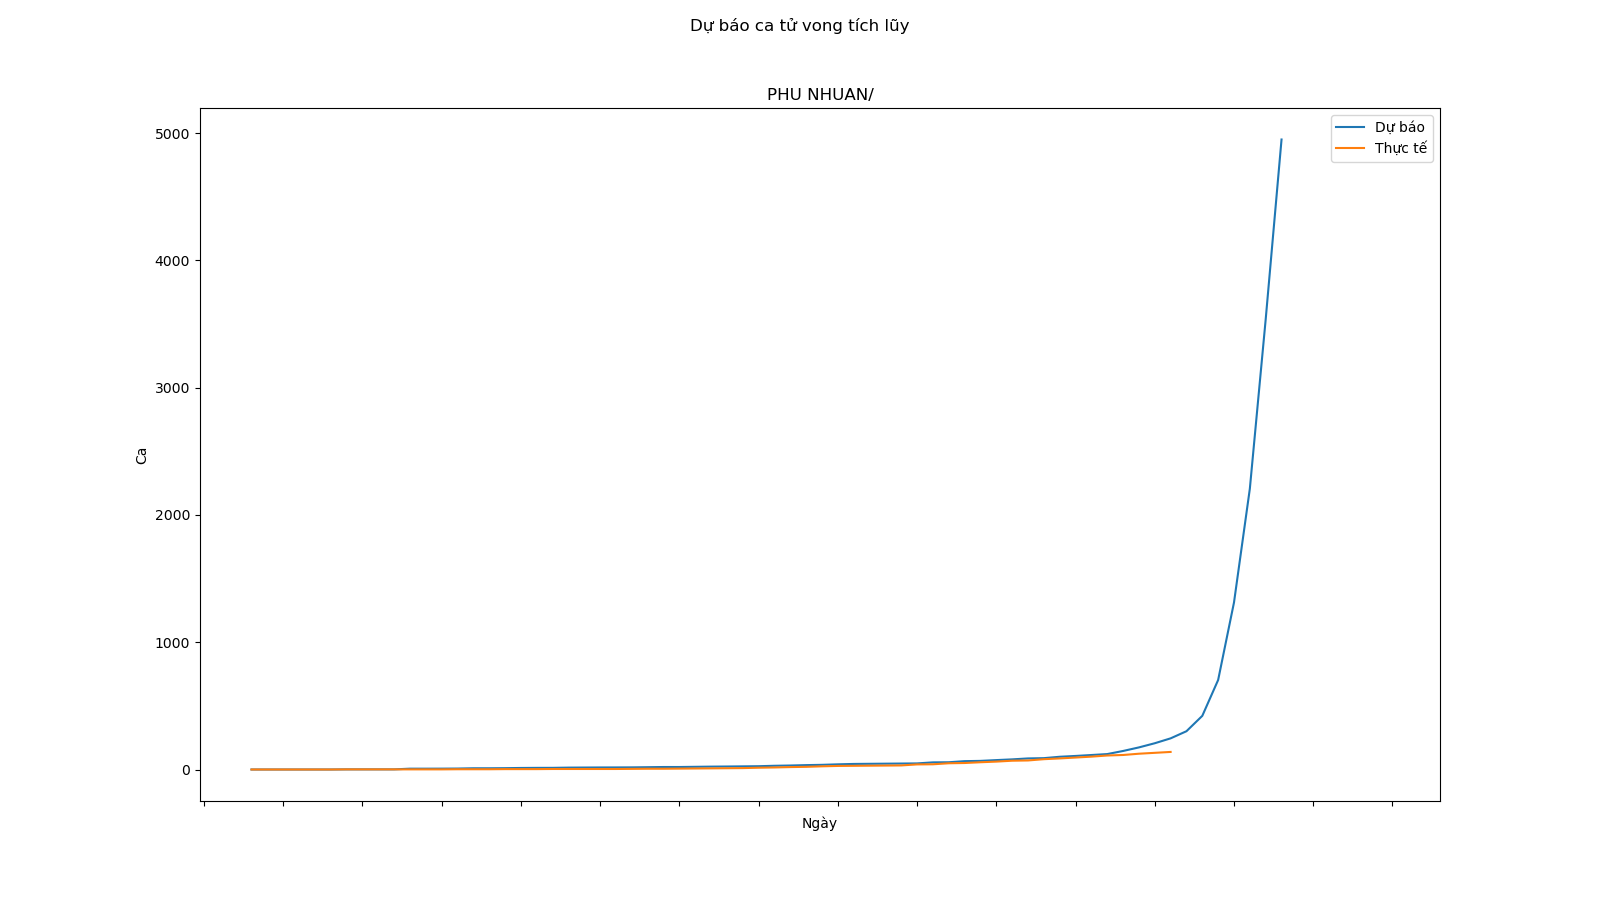 Dự báo ca tử vong tích lũy
PHU NHUAN/
Dự báo
Thực tế
5000
4000
3000
2000
1000
0
Ca
Ngày